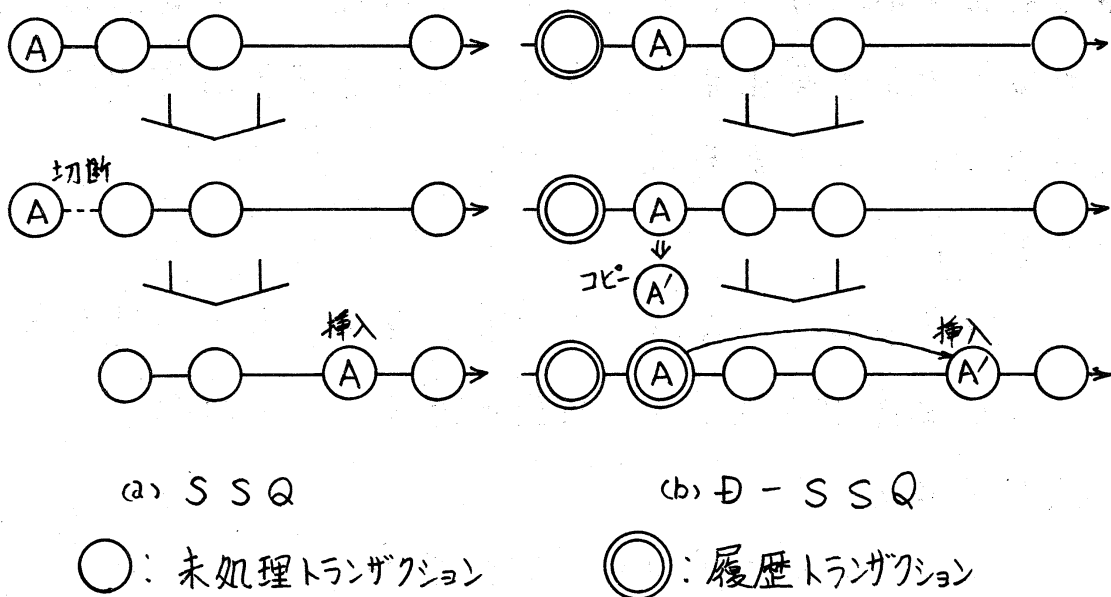 A
A
切断
A
A
コピー
A'
挿入
A
挿入
A
A'
(a) SSQ
(b) D-SSQ
○: 未処理トランザクション
◎: 履歴トランザクション